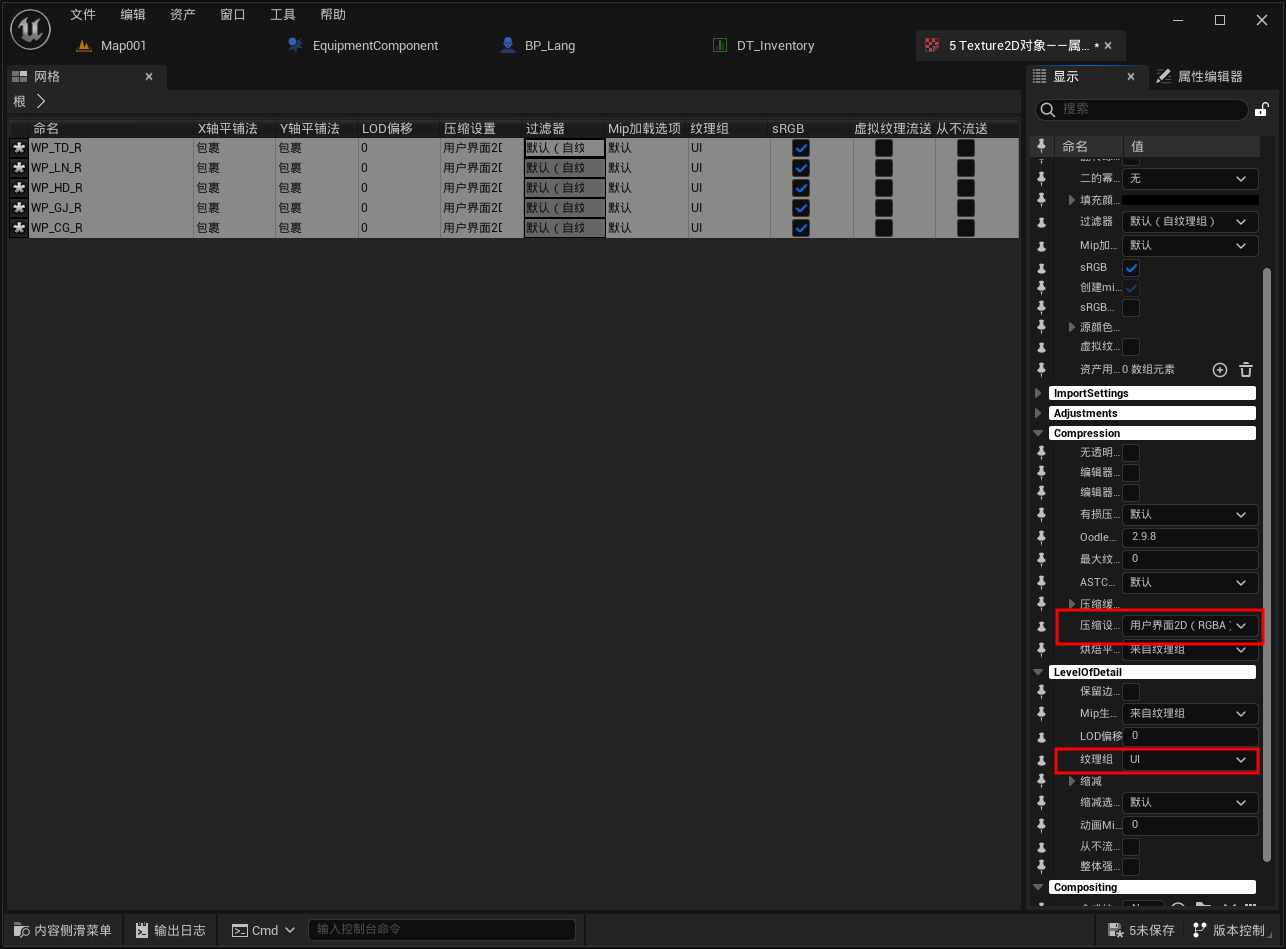 文件 编辑 资产 窗口 工具 帮助
Map001 EquipmentComponent BP_Lang DT_Inventory 5 Texture2D对象——属... *
网格
根
命名 X轴平铺法 Y轴平铺法 LOD偏移 压缩设置 过滤器 Mip加载选项 纹理组 sRGB 虚拟纹理流送 从不流送
WP_TD_R 包裹 包裹 0 用户界面2D 默认（自纹 默认 UI
WP_LN_R 包裹 包裹 0 用户界面2D 默认（自纹 默认 UI
WP_HD_R 包裹 包裹 0 用户界面2D 默认（自纹 默认 UI
WP_GJ_R 包裹 包裹 0 用户界面2D 默认（自纹 默认 UI
WP_CG_R 包裹 包裹 0 用户界面2D 默认（自纹 默认 UI
显示 属性编辑器
搜索
命名 值
二的幂... 无
填充颜...
过滤器 默认（自纹理组）
Mip加... 默认
sRGB
创建mi...
sRGB...
源颜色...
虚拟纹...
资产用... 0 数组元素
ImportSettings
Adjustments
Compression
无透明...
编辑器...
编辑器...
有损压... 默认
Oodle... 2.9.8
最大纹... 0
ASTC... 默认
压缩缓...
压缩设... 用户界面2D（RGBA）
烘焙平... 来自纹理组
LevelOfDetail
保留边...
Mip生... 来自纹理组
LOD偏移 0
纹理组 UI
缩减
缩减选... 默认
动画Mi... 0
从不流...
整体强...
Compositing
内容侧滑菜单 输出日志 Cmd 输入控制台命令 5未保存 版本控制